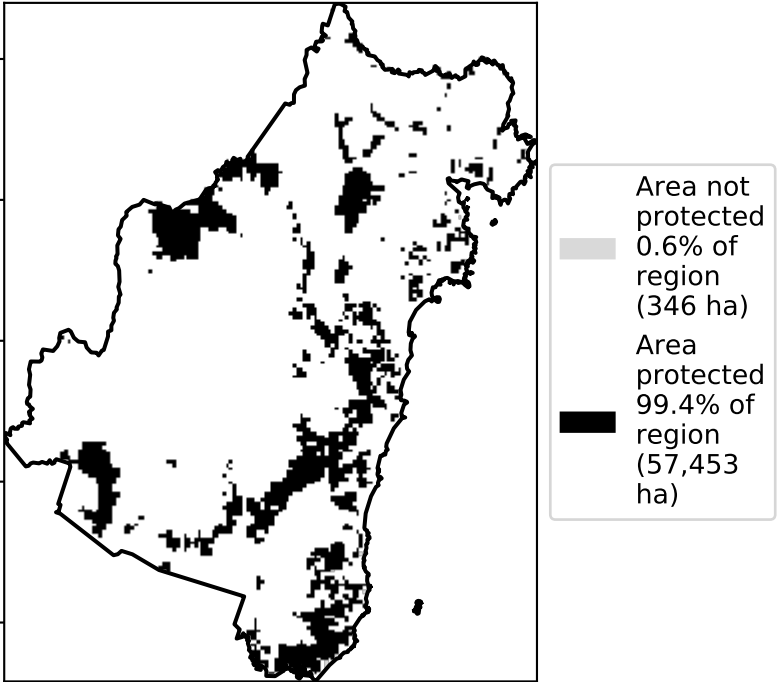 Area not
protected
0.6% of
region
(346 ha)
Area
protected
99.4% of
region
(57,453
ha)